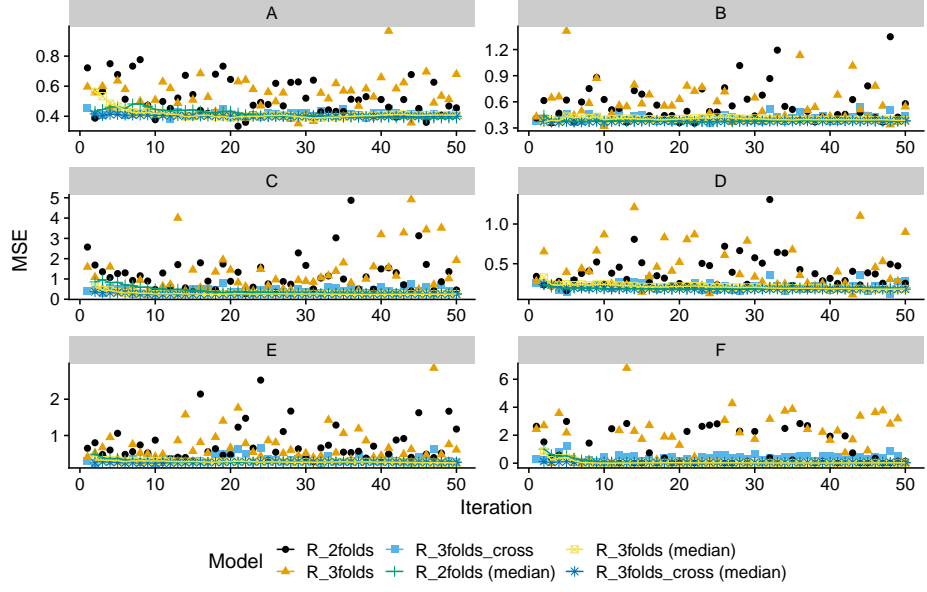 A
B
0.8
0.6
0.4
1.2
0.9
0.6
0.3
0 10 20 30 40 50
0 10 20 30 40 50
C
D
5
4
3
2
1
0
1.0
0.5
0 10 20 30 40 50
0 10 20 30 40 50
MSE
E
F
2
1
6
4
2
0
0 10 20 30 40 50
0 10 20 30 40 50
Iteration
Model
R_2folds
R_3folds_cross
R_3folds (median)
R_3folds
R_2folds (median)
R_3folds_cross (median)